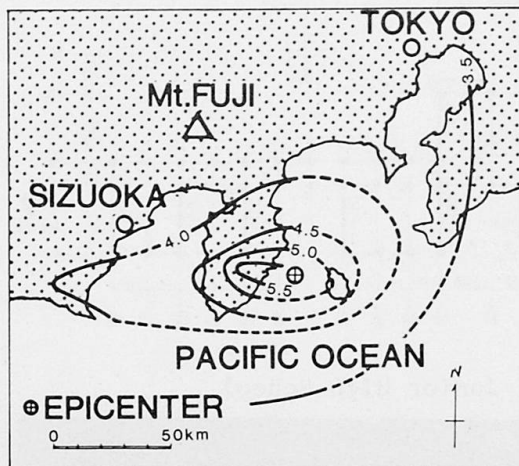 TOKYO
3.5
Mt.FUJI
SIZUOKA
4.0
4.5
5.0
5.5
PACIFIC OCEAN
EPICENTER
N
0 50km